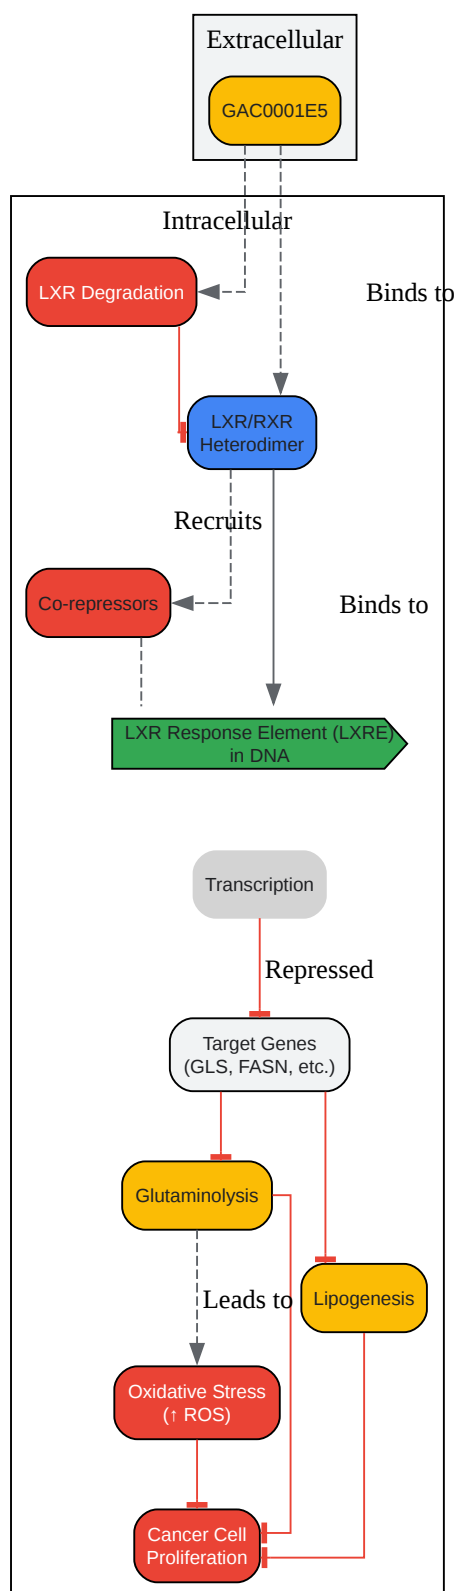 Extracellular
GAC0001E5
Intracellular
LXR Degradation
Binds to
LXR/RXR
Heterodimer
Recruits
Co-repressors
Binds to
LXR Response Element (LXRE)
in DNA
Transcription
Repressed
Target Genes
(GLS, FASN, etc.)
Glutaminolysis
Leads to
Lipogenesis
Oxidative Stress
(↑ ROS)
Cancer Cell
Proliferation